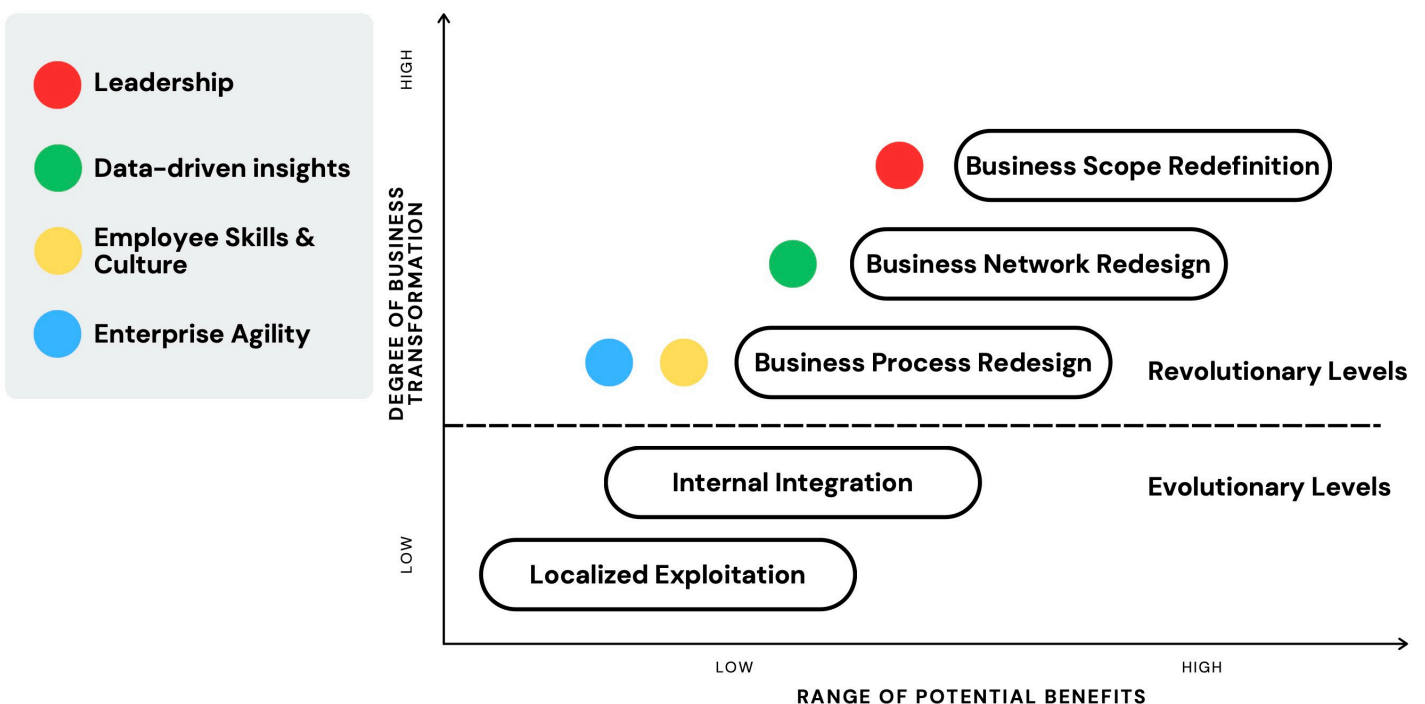 Leadership
Data-driven insights
Employee Skills &
Culture
Enterprise Agility
HIGH
DEGREE OF BUSINESS
TRANSFORMATION
LOW
Business Scope Redefinition
Business Network Redesign
Business Process Redesign
Revolutionary Levels
Internal Integration
Evolutionary Levels
Localized Exploitation
LOW
HIGH
RANGE OF POTENTIAL BENEFITS